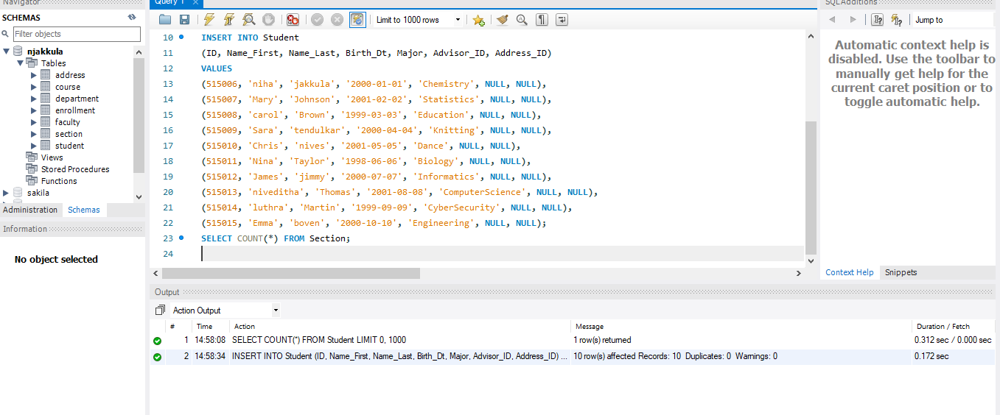 Navigator
Query 1
SQLAdditions
SCHEMAS
Limit to 1000 rows
Jump to
Filter objects
njakkula
Tables
address
course
department
enrollment
faculty
section
student
Views
Stored Procedures
Functions
sakila
Administration Schemas
Information
No object selected
10 INSERT INTO Student
11 (ID, Name_First, Name_Last, Birth_Dt, Major, Advisor_ID, Address_ID)
12 VALUES
13 (515006, 'niha', 'jakkula', '2000-01-01', 'Chemistry', NULL, NULL),
14 (515007, 'Mary', 'Johnson', '2001-02-02', 'Statistics', NULL, NULL),
15 (515008, 'carol', 'Brown', '1999-03-03', 'Education', NULL, NULL),
16 (515009, 'Sara', 'tendulkar', '2000-04-04', 'Knitting', NULL, NULL),
17 (515010, 'Chris', 'nives', '2001-05-05', 'Dance', NULL, NULL),
18 (515011, 'Nina', 'Taylor', '1998-06-06', 'Biology', NULL, NULL),
19 (515012, 'James', 'jimmy', '2000-07-07', 'Informatics', NULL, NULL),
20 (515013, 'niveditha', 'Thomas', '2001-08-08', 'ComputerScience', NULL, NULL),
21 (515014, 'luthra', 'Martin', '1999-09-09', 'CyberSecurity', NULL, NULL),
22 (515015, 'Emma', 'boven', '2000-10-10', 'Engineering', NULL, NULL);
23 SELECT COUNT(*) FROM Section;
24
Automatic context help is
disabled. Use the toolbar to
manually get help for the
current caret position or to
toggle automatic help.
Context Help Snippets
Output
Action Output
# Time Action Message Duration / Fetch
1 14:58:08 SELECT COUNT(*) FROM Student LIMIT 0, 1000 1 row(s) returned 0.312 sec / 0.000 sec
2 14:58:34 INSERT INTO Student (ID, Name_First, Name_Last, Birth_Dt, Major, Advisor_ID, Address_ID) ... 10 row(s) affected Records: 10 Duplicates: 0 Warnings: 0 0.172 sec